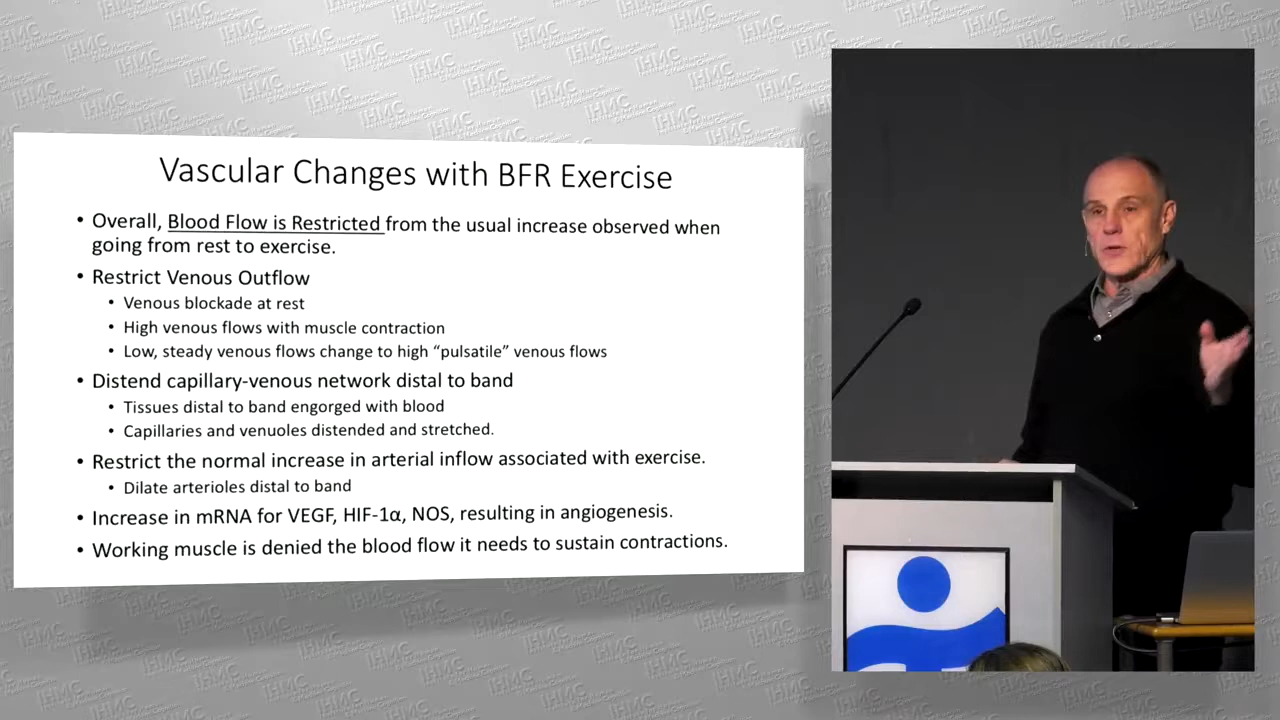 Vascular Changes with BFR Exercise
• Overall, Blood Flow is Restricted from the usual increase observed when
going from rest to exercise.
• Restrict Venous Outflow
• Venous blockade at rest
• High venous flows with muscle contraction
• Low, steady venous flows change to high “pulsatile” venous flows
• Distend capillary-venous network distal to band
• Tissues distal to band engorged with blood
• Capillaries and venuoles distended and stretched.
• Restrict the normal increase in arterial inflow associated with exercise.
• Dilate arterioles distal to band
• Increase in mRNA for VEGF, HIF-1α, NOS, resulting in angiogenesis.
• Working muscle is denied the blood flow it needs to sustain contractions.
IHMC